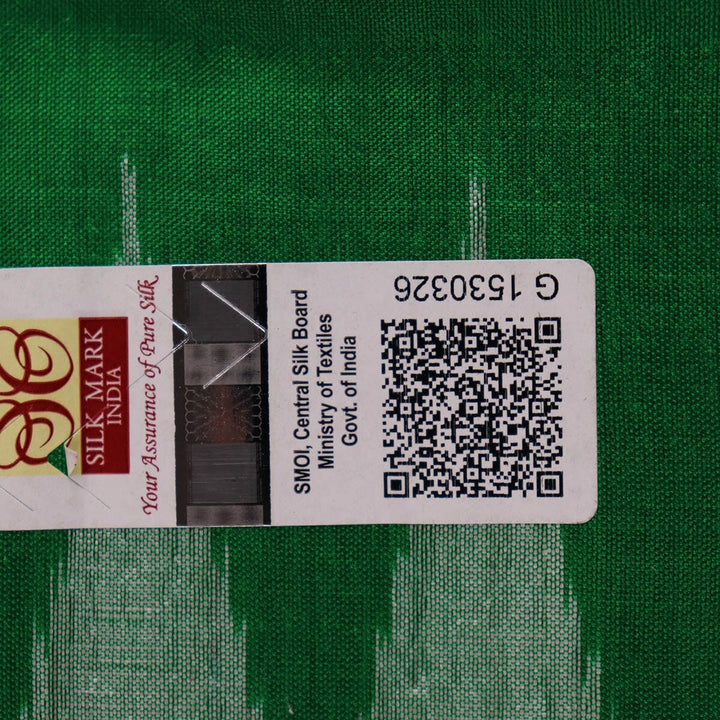 SILK MARK
INDIA
Your Assurance of Pure Silk
SMOI, Central Silk Board
Ministry of Textiles
Govt. of India
G 1530326